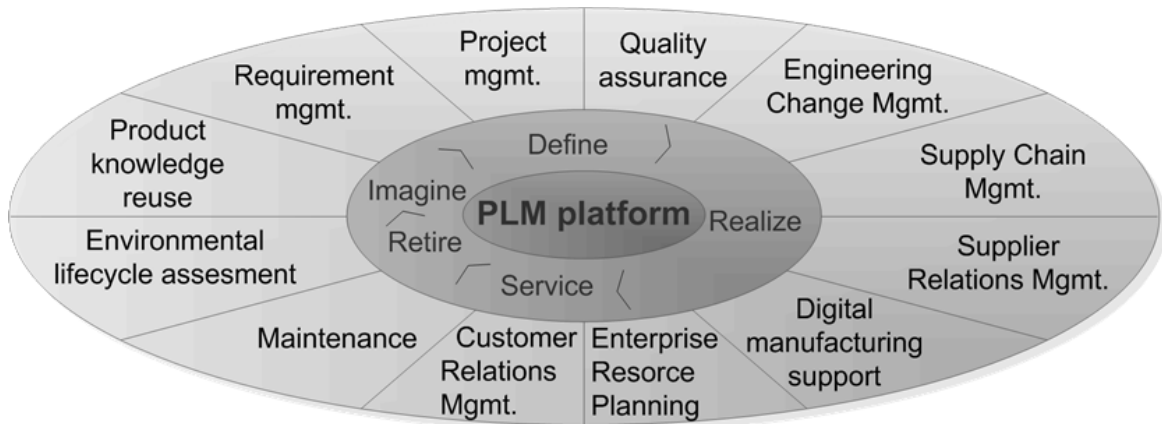 Project
mgmt.
Quality
assurance
Engineering
Change Mgmt.
Supply Chain
Mgmt.
Supplier
Relations Mgmt.
Digital
manufacturing
support
Enterprise
Resorce
Planning
Customer
Relations
Mgmt.
Maintenance
Environmental
lifecycle assesment
Product
knowledge
reuse
Requirement
mgmt.
Define
Realize
Service
Retire
Imagine
PLM platform